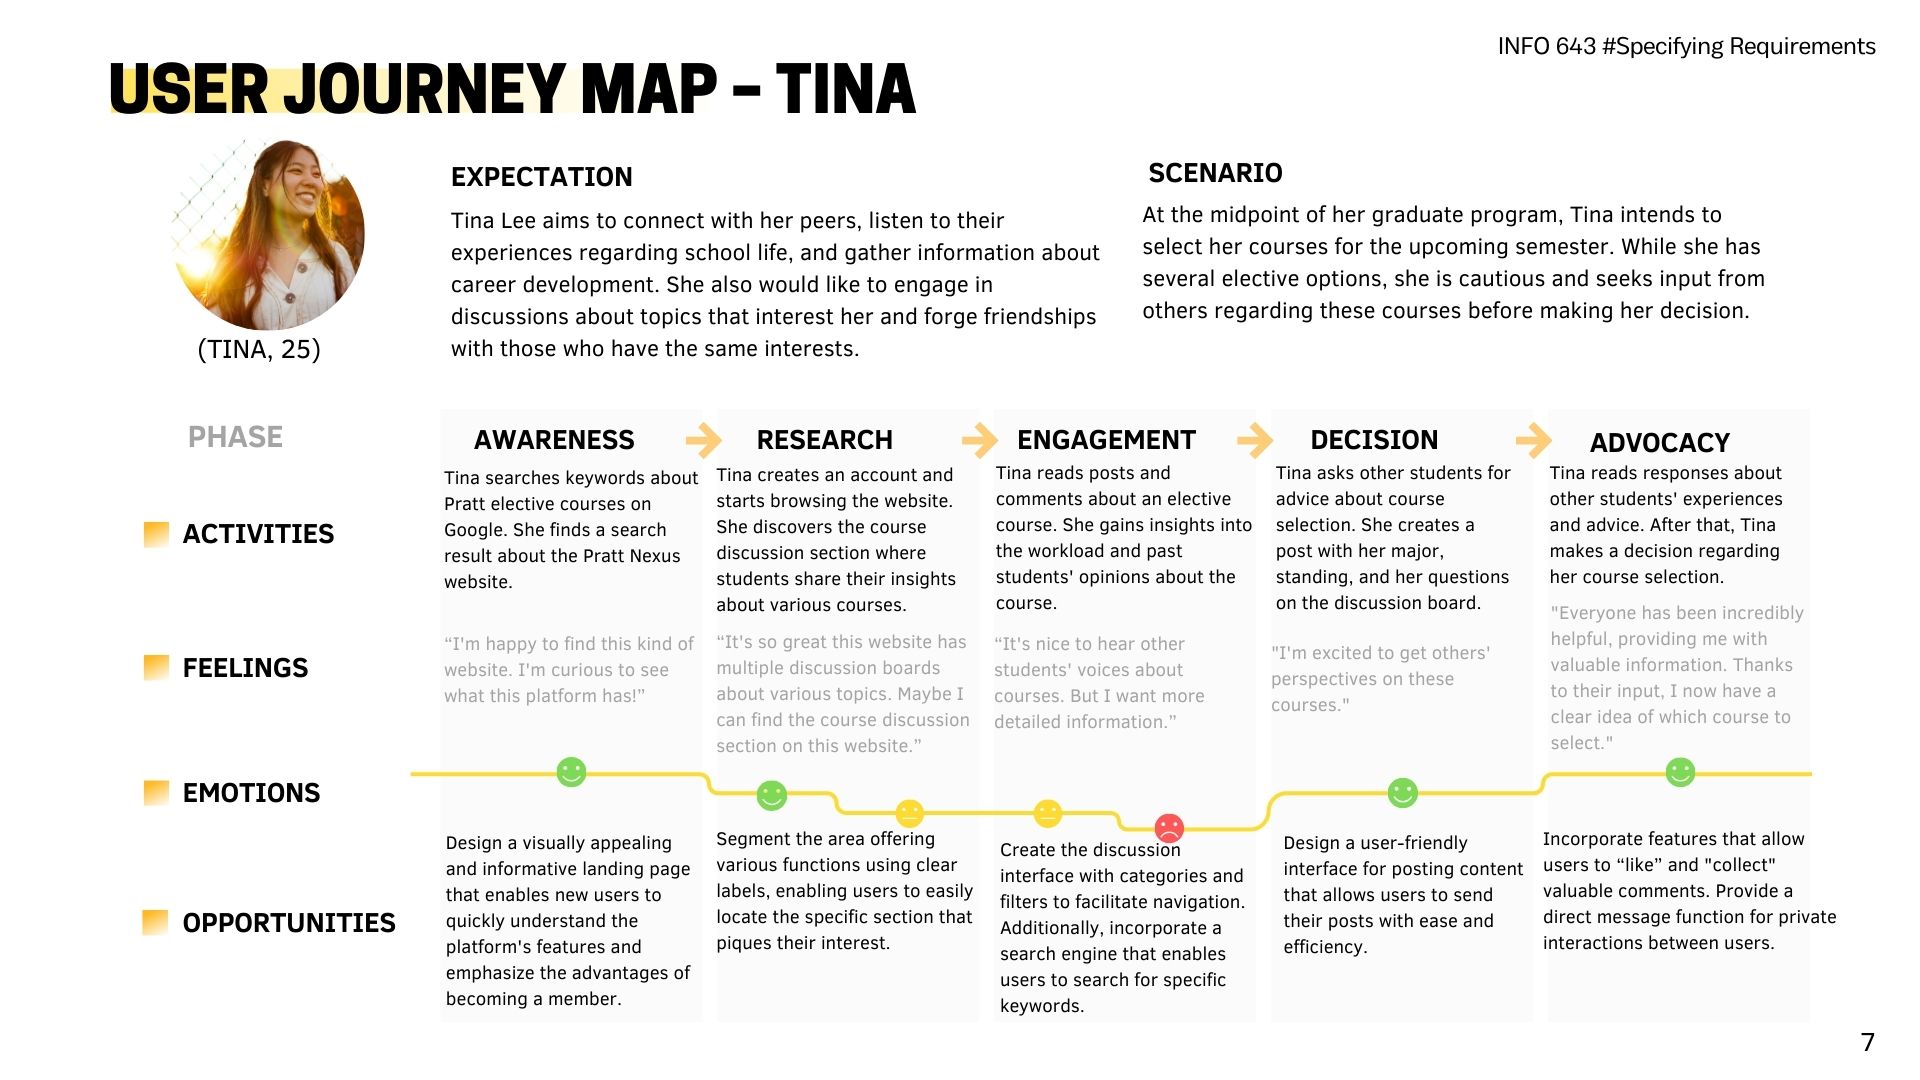 INFO 643 #Specifying Requirements
USER JOURNEY MAP – TINA
(TINA, 25)
EXPECTATION
Tina Lee aims to connect with her peers, listen to their
experiences regarding school life, and gather information about
career development. She also would like to engage in
discussions about topics that interest her and forge friendships
with those who have the same interests.
SCENARIO
At the midpoint of her graduate program, Tina intends to
select her courses for the upcoming semester. While she has
several elective options, she is cautious and seeks input from
others regarding these courses before making her decision.
PHASE
AWARENESS
RESEARCH
ENGAGEMENT
DECISION
ADVOCACY
ACTIVITIES
Tina searches keywords about
Pratt elective courses on
Google. She finds a search
result about the Pratt Nexus
website.
Tina creates an account and
starts browsing the website.
She discovers the course
discussion section where
students share their insights
about various courses.
Tina reads posts and
comments about an elective
course. She gains insights into
the workload and past
students' opinions about the
course.
Tina asks other students for
advice about course
selection. She creates a
post with her major,
standing, and her questions
on the discussion board.
Tina reads responses about
other students' experiences
and advice. After that, Tina
makes a decision regarding
her course selection.
FEELINGS
“I'm happy to find this kind of
website. I'm curious to see
what this platform has!”
“It's so great this website has
multiple discussion boards
about various topics. Maybe I
can find the course discussion
section on this website.”
“It's nice to hear other
students' voices about
courses. But I want more
detailed information.”
"I'm excited to get others'
perspectives on these
courses."
"Everyone has been incredibly
helpful, providing me with
valuable information. Thanks
to their input, I now have a
clear idea of which course to
select."
EMOTIONS
OPPORTUNITIES
Design a visually appealing
and informative landing page
that enables new users to
quickly understand the
platform's features and
emphasize the advantages of
becoming a member.
Segment the area offering
various functions using clear
labels, enabling users to easily
locate the specific section that
piques their interest.
Create the discussion
interface with categories and
filters to facilitate navigation.
Additionally, incorporate a
search engine that enables
users to search for specific
keywords.
Design a user-friendly
interface for posting content
that allows users to send
their posts with ease and
efficiency.
Incorporate features that allow
users to “like” and "collect"
valuable comments. Provide a
direct message function for private
interactions between users.
7